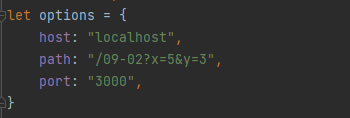 let options = {
    host: "localhost",
    path: "/09-02?x=5&y=3",
    port: "3000",
}